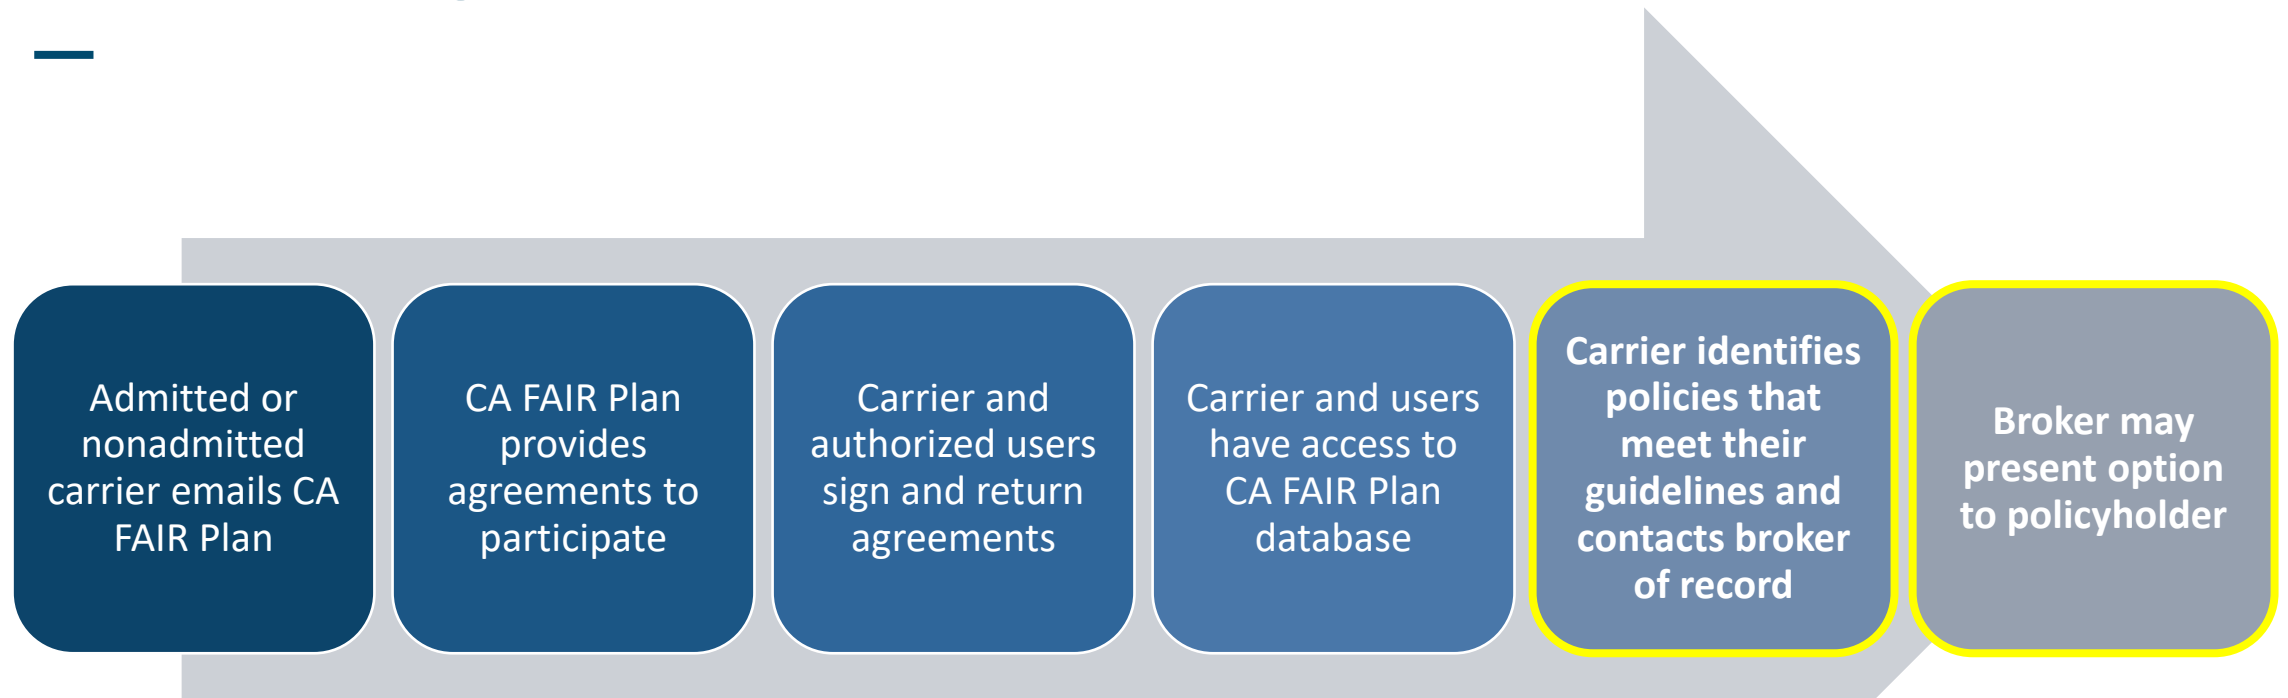 Admitted or
nonadmitted
carrier emails CA
FAIR Plan
CA FAIR Plan
provides
agreements to
participate
Carrier and
authorized users
sign and return
agreements
Carrier and users
have access to
CA FAIR Plan
database
Carrier identifies
policies that
meet their
guidelines and
contacts broker
of record
Broker may
present option
to policyholder